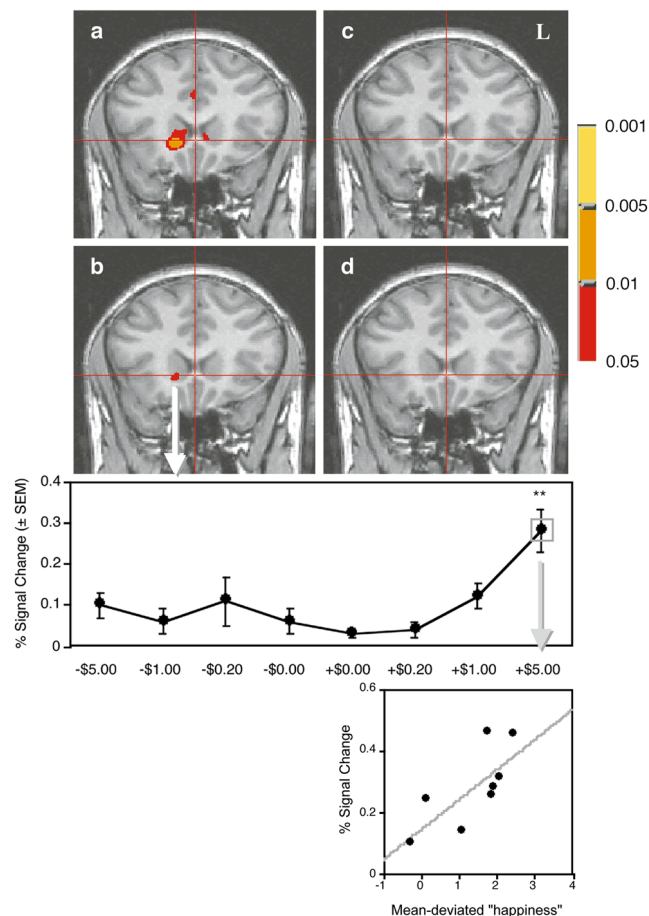 a
c
L
b
d
0.001
0.005
0.01
0.05
% Signal Change (± SEM)
0.4
0.3
0.2
0.1
0
**
-$5.00 -$1.00 -$0.20 -$0.00 +$0.00 +$0.20 +$1.00 +$5.00
% Signal Change
0.6
0.4
0.2
0
-1 0 1 2 3 4
Mean-deviated "happiness"